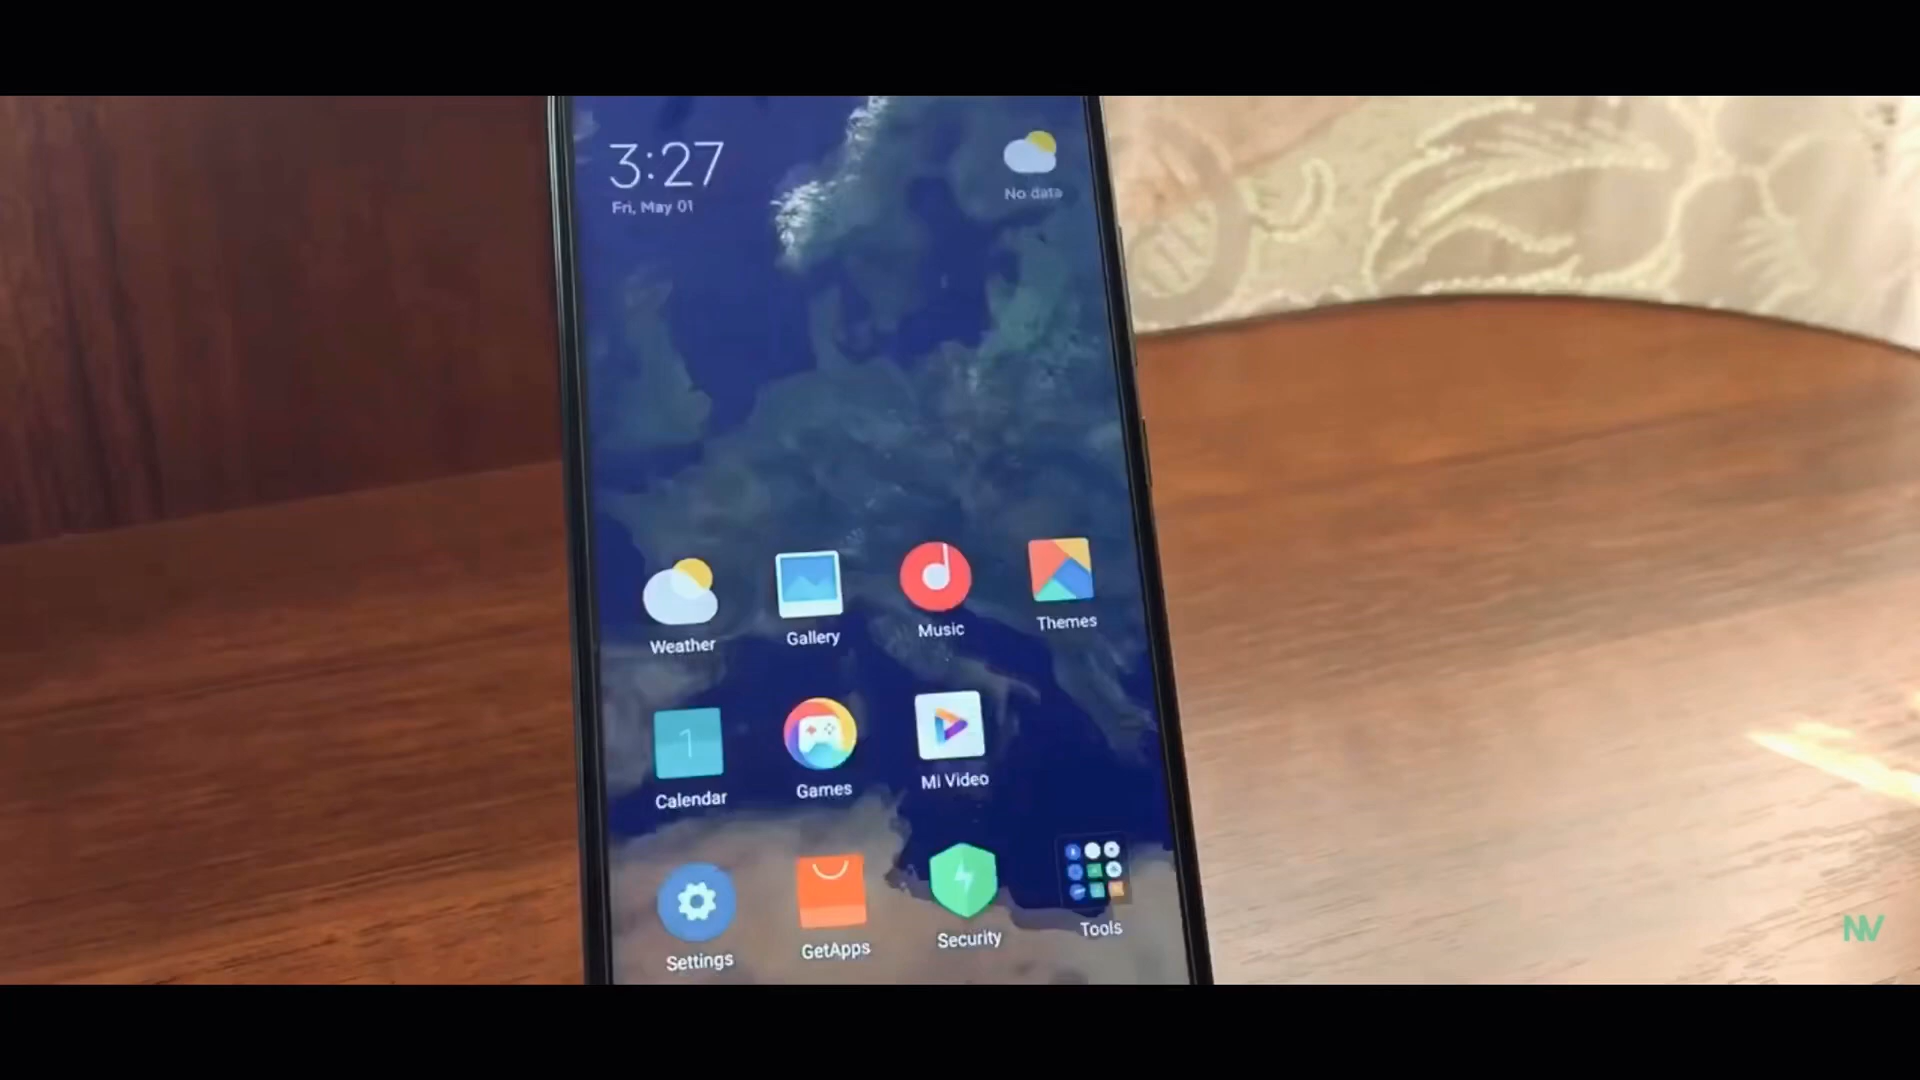 3:27
Fri, May 01
No data
Weather
Gallery
Music
Themes
1
Calendar
Games
Mi Video
Settings
GetApps
Security
Tools
NV